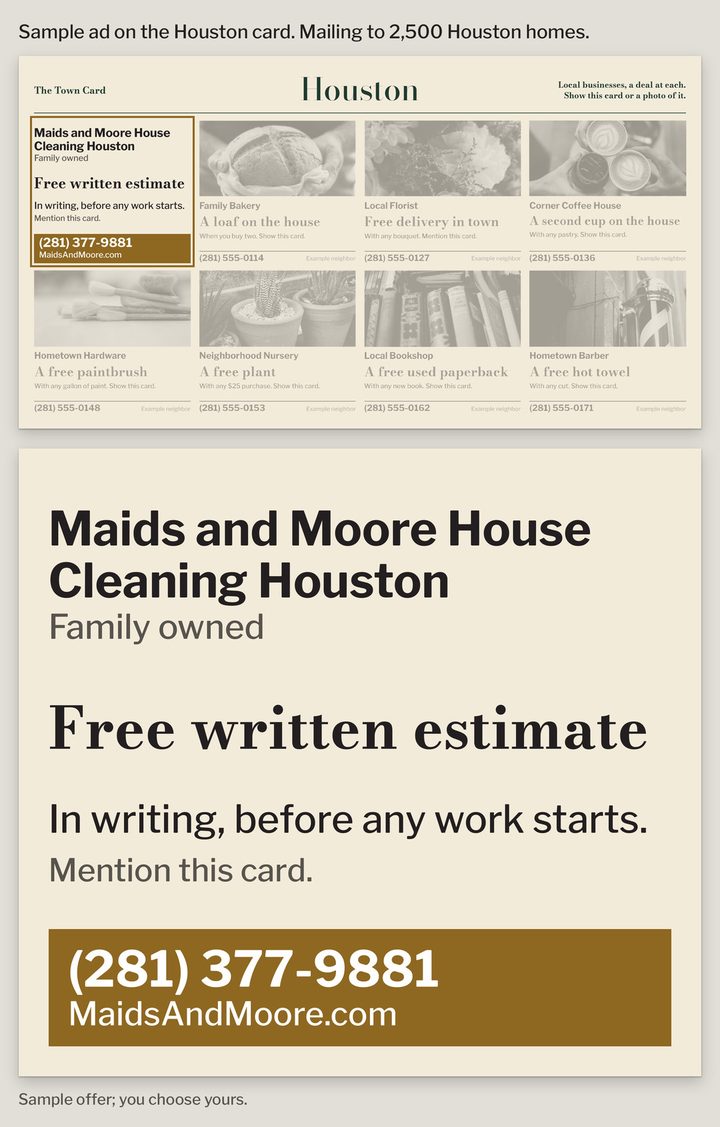 Sample ad on the Houston card. Mailing to 2,500 Houston homes.
The Town Card
Houston
Local businesses, a deal at each.
Show this card or a photo of it.
Maids and Moore House
Cleaning Houston
Family owned
Free written estimate
In writing, before any work starts.
Mention this card.
(281) 377-9881
MaidsAndMoore.com
Family Bakery
A loaf on the house
When you buy two. Show this card.
(281) 555-0114
Example neighbor
Local Florist
Free delivery in town
With any bouquet. Mention this card.
(281) 555-0127
Corner Coffee House
A second cup on the house
With any pastry. Show this card.
(281) 555-0136
Example neighbor
Hometown Hardware
A free paintbrush
With any gallon of paint. Show this card.
(281) 555-0148
Example neighbor
Neighborhood Nursery
A free plant
With any $25 purchase. Show this card.
(281) 555-0153
Example neighbor
Local Bookshop
A free used paperback
With any new book. Show this card.
(281) 555-0162
Example neighbor
Hometown Barber
A free hot towel
With any cut. Show this card.
(281) 555-0171
Example neighbor
Maids and Moore House
Cleaning Houston
Family owned
Free written estimate
In writing, before any work starts.
Mention this card.
(281) 377-9881
MaidsAndMoore.com
Sample offer; you choose yours.